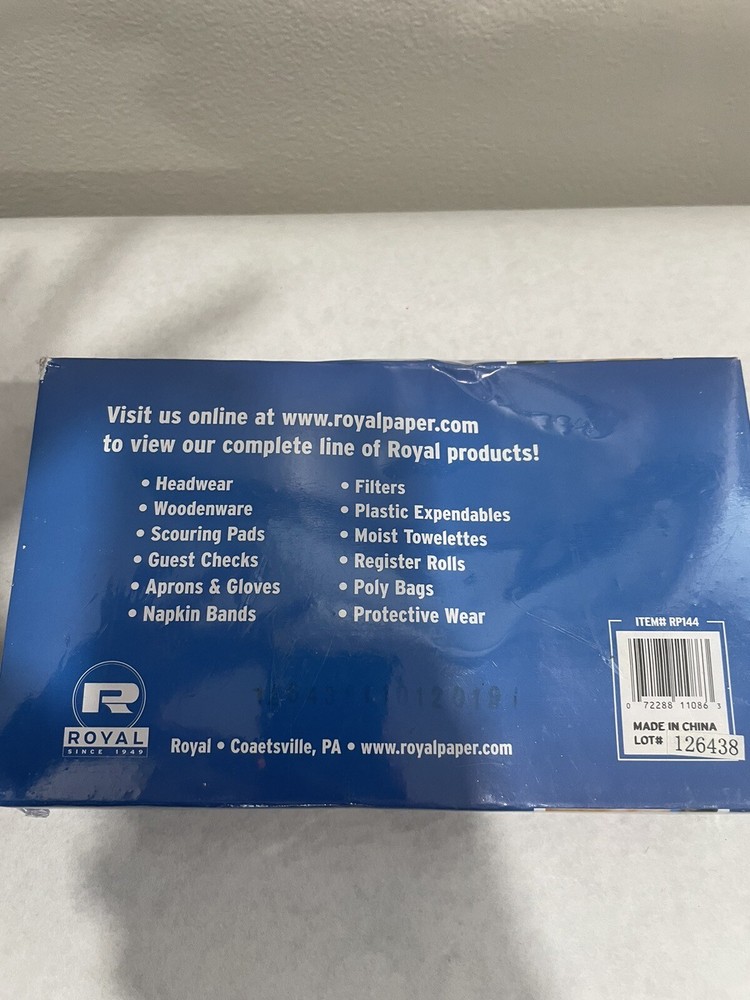 Visit us online at www.royalpaper.com
to view our complete line of Royal products!
• Headwear
• Woodenware
• Scouring Pads
• Guest Checks
• Aprons & Gloves
• Napkin Bands
• Filters
• Plastic Expendables
• Moist Towelettes
• Register Rolls
• Poly Bags
• Protective Wear
ITEM# RP144
0 72288 11086 3
MADE IN CHINA
LOT# 126438
R
ROYAL
SINCE 1949
Royal • Coaetsville, PA • www.royalpaper.com